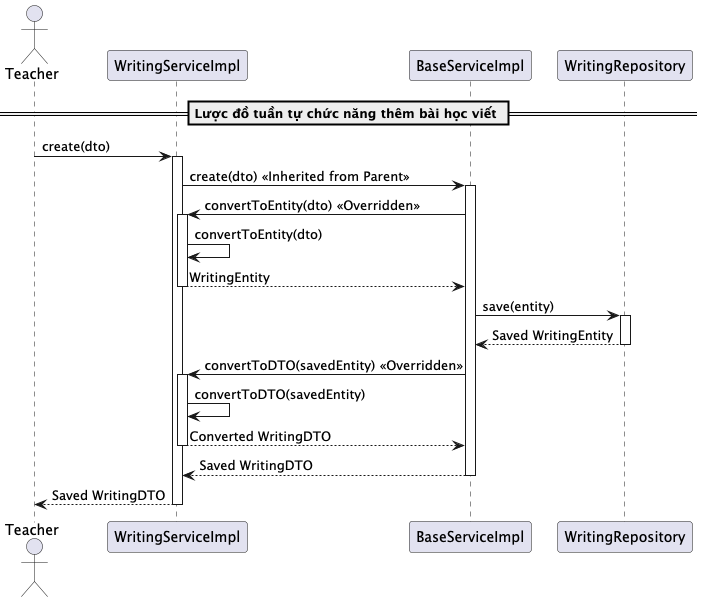 Teacher
WritingServiceImpl
BaseServiceImpl
WritingRepository
Lược đồ tuần tự chức năng thêm bài học viết
create(dto)
create(dto) «Inherited from Parent»
convertToEntity(dto) «Overridden»
convertToEntity(dto)
WritingEntity
save(entity)
Saved WritingEntity
convertToDTO(savedEntity) «Overridden»
convertToDTO(savedEntity)
Converted WritingDTO
Saved WritingDTO
Saved WritingDTO
Teacher
WritingServiceImpl
BaseServiceImpl
WritingRepository